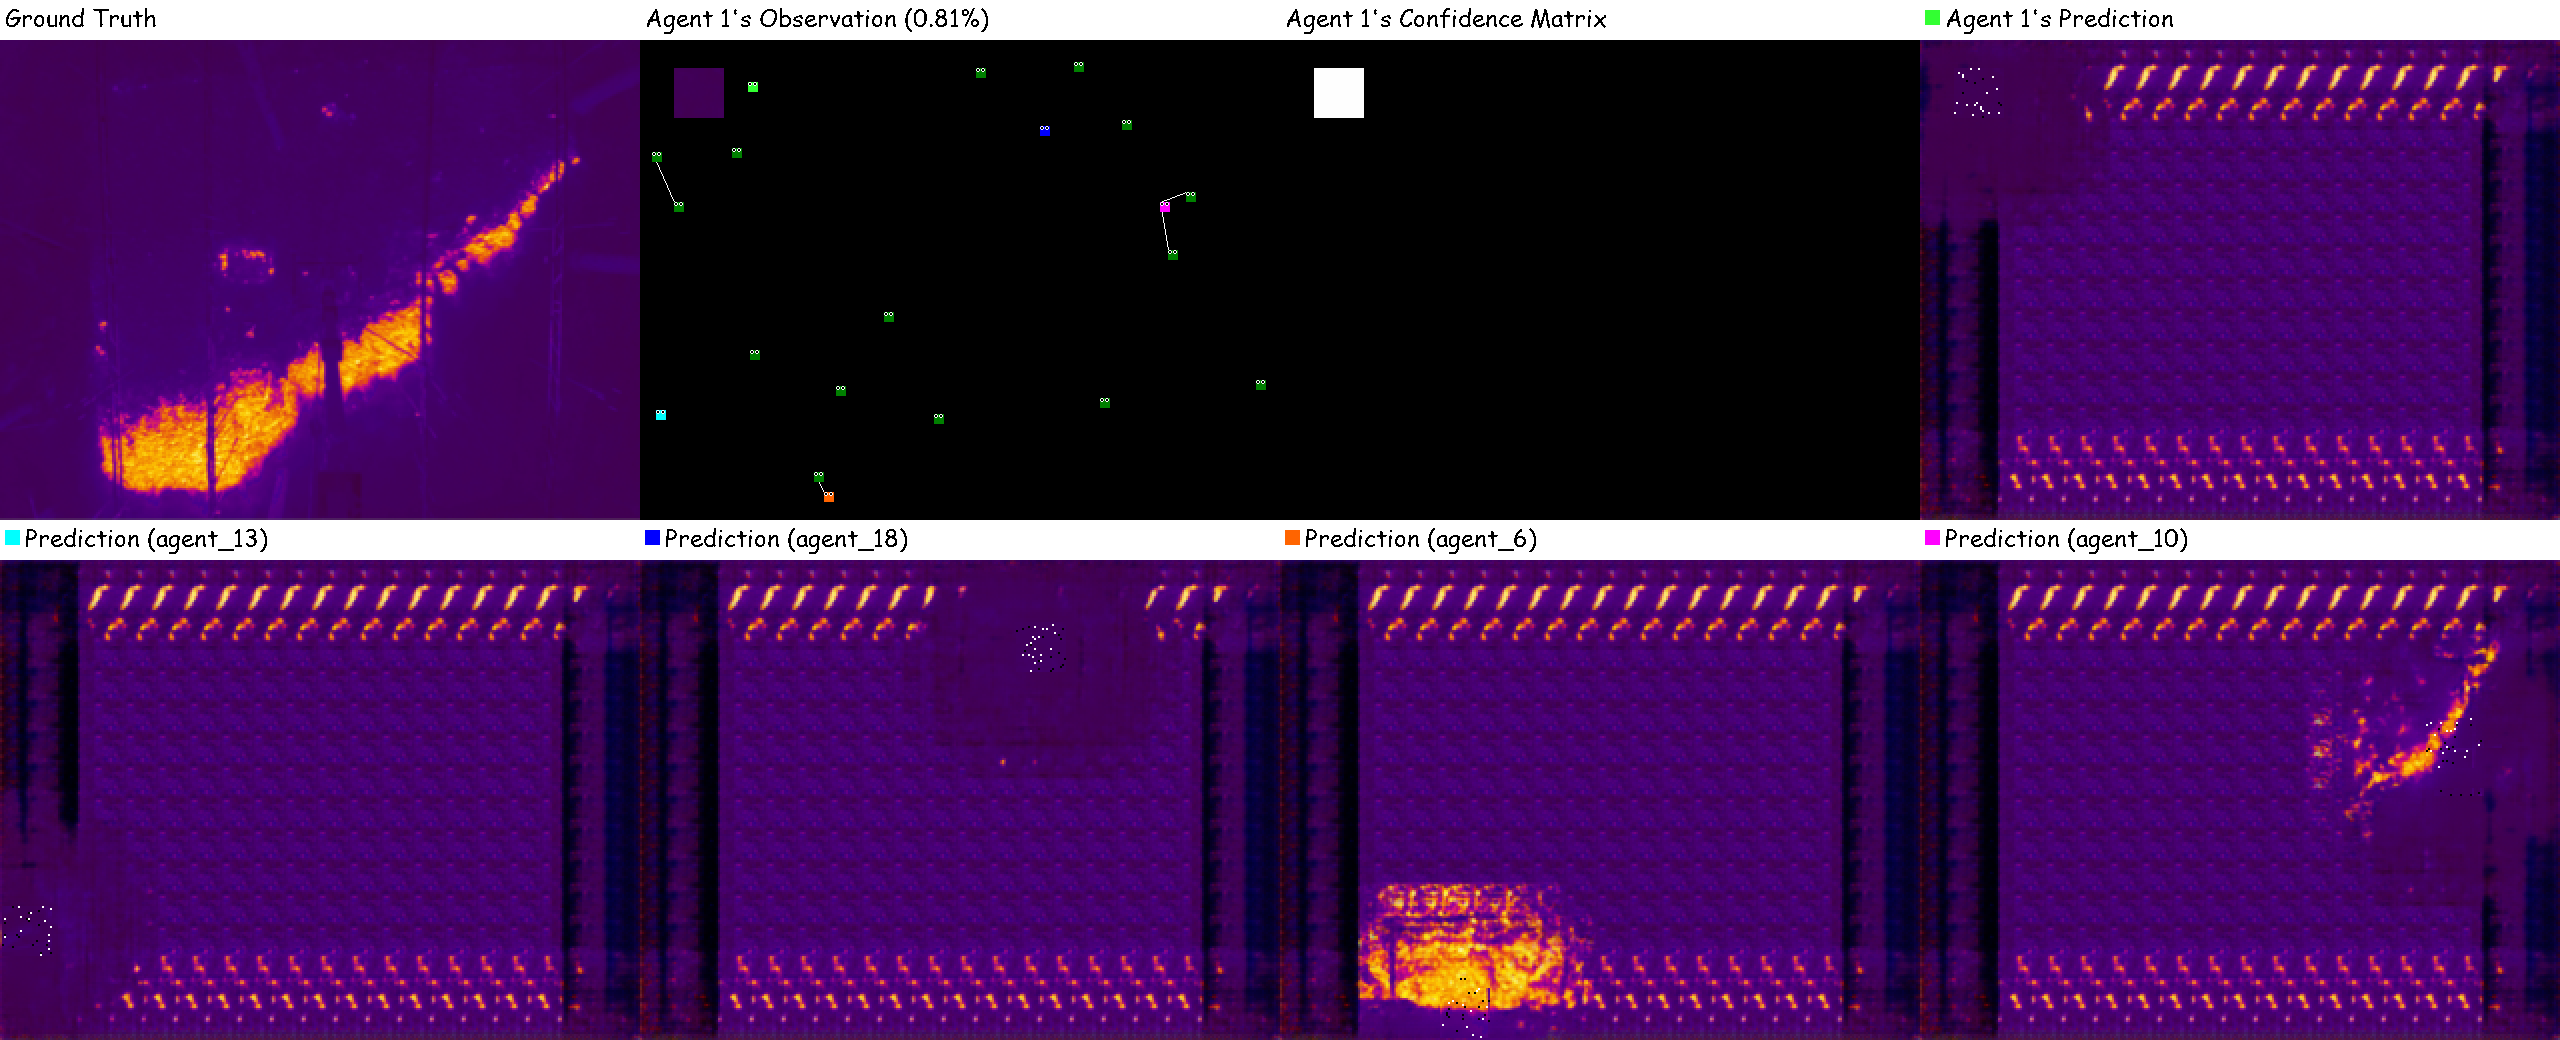 Ground Truth
Agent 1's Observation (0.81%)
Agent 1's Confidence Matrix
Agent 1's Prediction
Prediction (agent_13)
Prediction (agent_18)
Prediction (agent_6)
Prediction (agent_10)